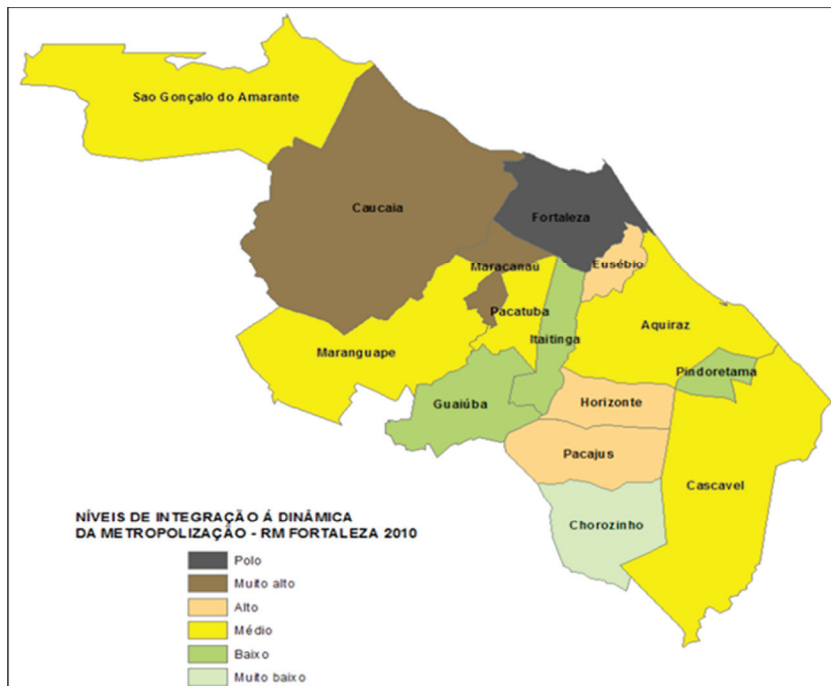 Sao Gonçalo do Amarante
Caucaia
Fortaleza
Eusébio
Maracanau
Pacatuba
Itaitinga
Aquiraz
Maranguape
Pindoretama
Guaiúba
Horizonte
Pacajus
Cascavel
Chorozinho
NÍVEIS DE INTEGRAÇÃO Á DINÂMICA
DA METROPOLIZAÇÃO - RM FORTALEZA 2010
Polo
Muito alto
Alto
Médio
Baixo
Muito baixo